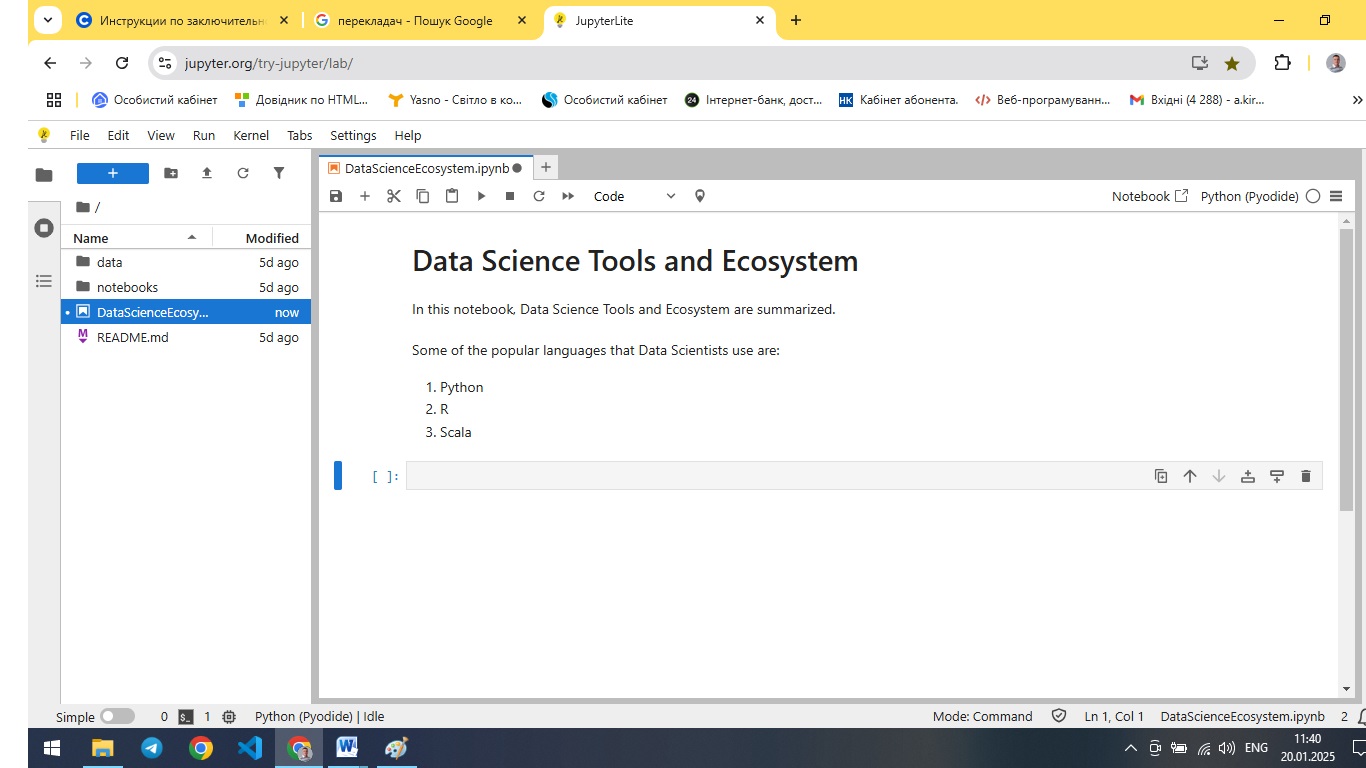 Инструкции по заключительн
перекладач - Пошук Google
JupyterLite
jupyter.org/try-jupyter/lab/
Особистий кабінет
Довідник по HTML...
Yasno - Світло в ко...
Особистий кабінет
24
Інтернет-банк, дост...
НК
Кабінет абонента.
Веб-програмуванн...
Вхідні (4 288) - a.kir...
File Edit View Run Kernel Tabs Settings Help
/
Name Modified
data 5d ago
notebooks 5d ago
DataScienceEcosy... now
README.md 5d ago
DataScienceEcosystem.ipynb
Code
Notebook
Python (Pyodide)
Data Science Tools and Ecosystem
In this notebook, Data Science Tools and Ecosystem are summarized.
Some of the popular languages that Data Scientists use are:
1. Python
2. R
3. Scala
[ ]:
Simple 0 1 Python (Pyodide) | Idle
Mode: Command Ln 1, Col 1 DataScienceEcosystem.ipynb 2
ENG
11:40
20.01.2025